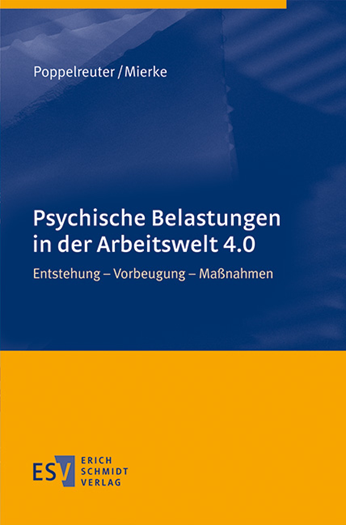 Poppelreuter/Mierke
Psychische Belastungen
in der Arbeitswelt 4.0
Entstehung – Vorbeugung – Maßnahmen
ESV
ERICH
SCHMIDT
VERLAG